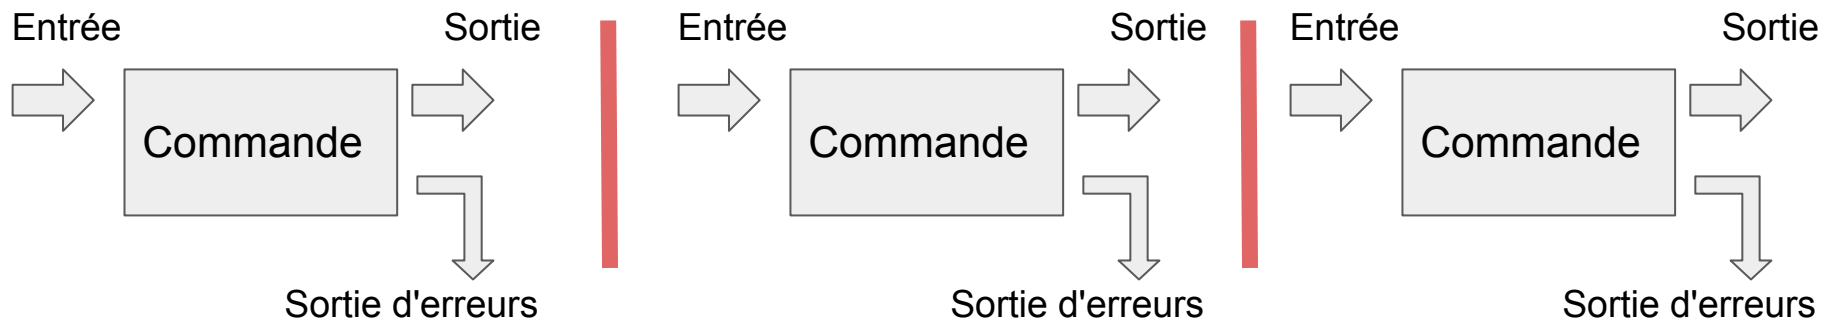 Entrée Sortie Entrée Sortie Entrée Sortie
Commande Commande Commande
Sortie d'erreurs Sortie d'erreurs Sortie d'erreurs